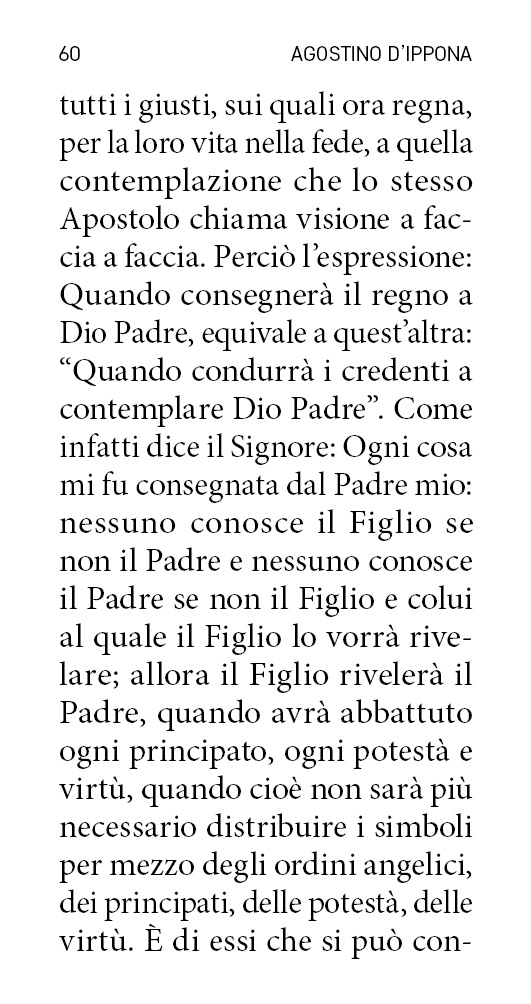 60 AGOSTINO D'IPPONA
tutti i giusti, sui quali ora regna,
per la loro vita nella fede, a quella
contemplazione che lo stesso
Apostolo chiama visione a fac-
cia a faccia. Perciò l’espressione:
Quando consegnerà il regno a
Dio Padre, equivale a quest’altra:
“Quando condurrà i credenti a
contemplare Dio Padre”. Come
infatti dice il Signore: Ogni cosa
mi fu consegnata dal Padre mio:
nessuno conosce il Figlio se
non il Padre e nessuno conosce
il Padre se non il Figlio e colui
al quale il Figlio lo vorrà rive-
lare; allora il Figlio rivelerà il
Padre, quando avrà abbattuto
ogni principato, ogni potestà e
virtù, quando cioè non sarà più
necessario distribuire i simboli
per mezzo degli ordini angelici,
dei principati, delle potestà, delle
virtù. È di essi che si può con-